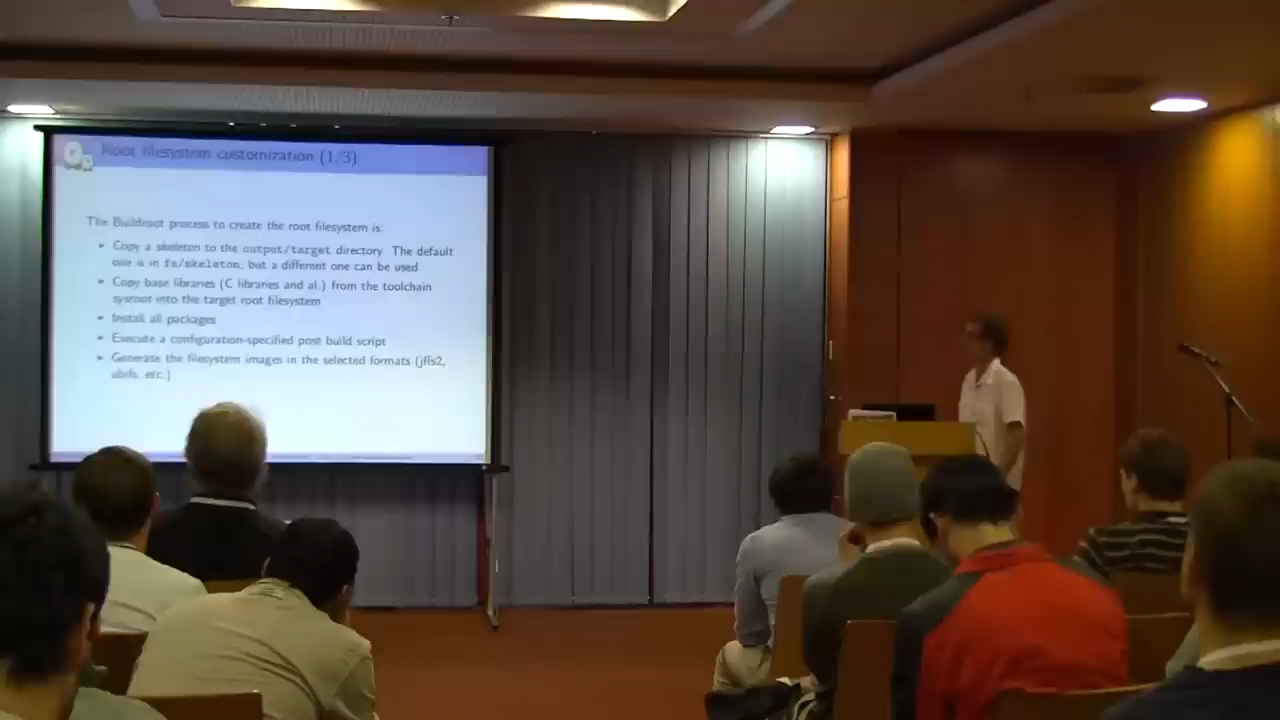 Root filesystem customization (1/3)
The Buildroot process to create the root filesystem is:
Copy a skeleton to the output/target directory. The default
one is in fs/skeleton, but a different one can be used
Copy base libraries (C libraries and al.) from the toolchain
sysroot into the target root filesystem
Install all packages
Execute a configuration-specified post build script
Generate the filesystem images in the selected formats (jffs2,
ubifs, etc.)